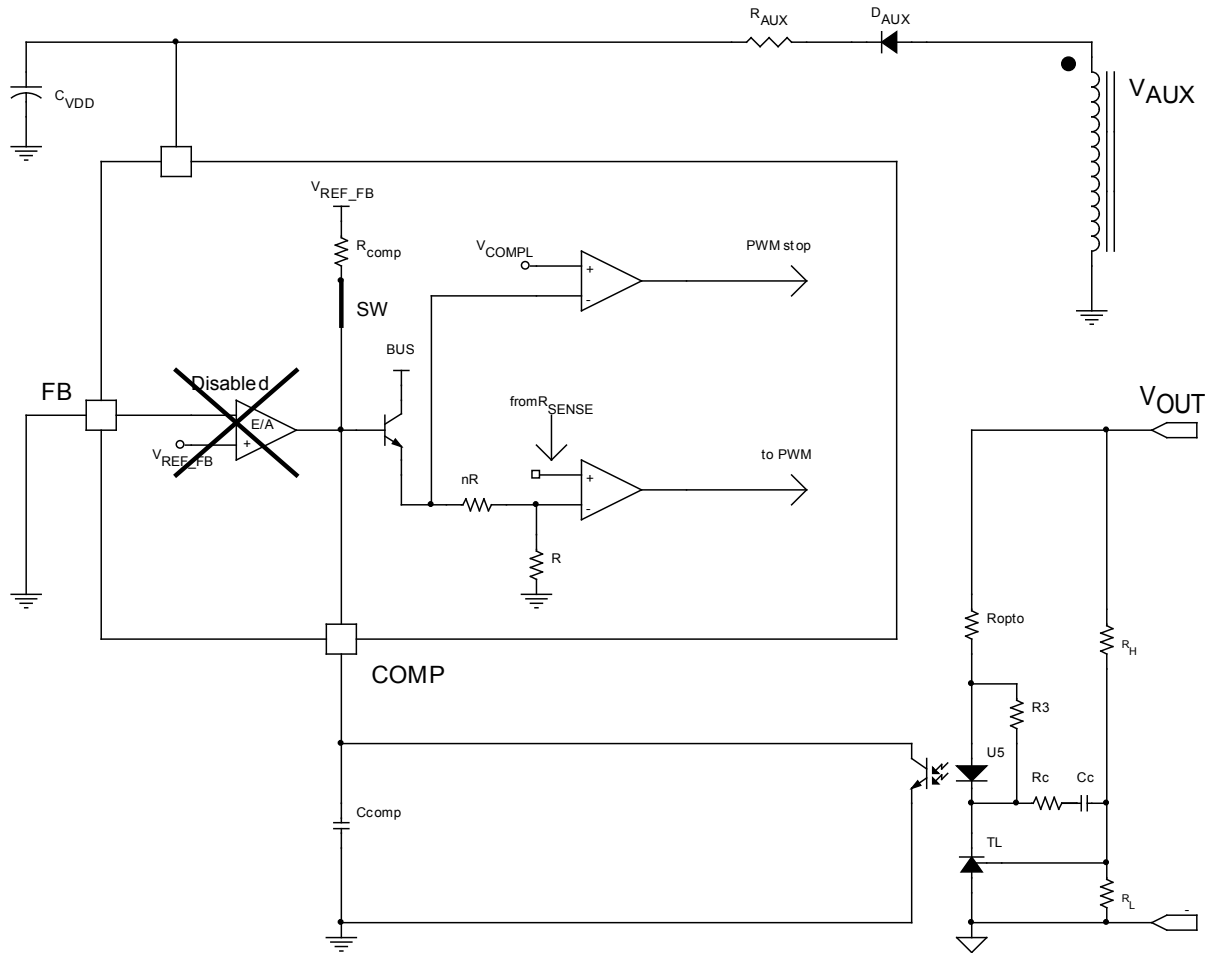 RAUX
DAUX
CVDD
VAUX
VREF_FB
Rcomp
VCOMPL
+
-
PWM stop
SW
BUS
FB
Disabled
E/A
+
VREF_FB
fromRSENSE
+
-
to PWM
nR
R
VOUT
COMP
Ropto
RH
R3
U5
Rc
Cc
Ccomp
TL
RL
-